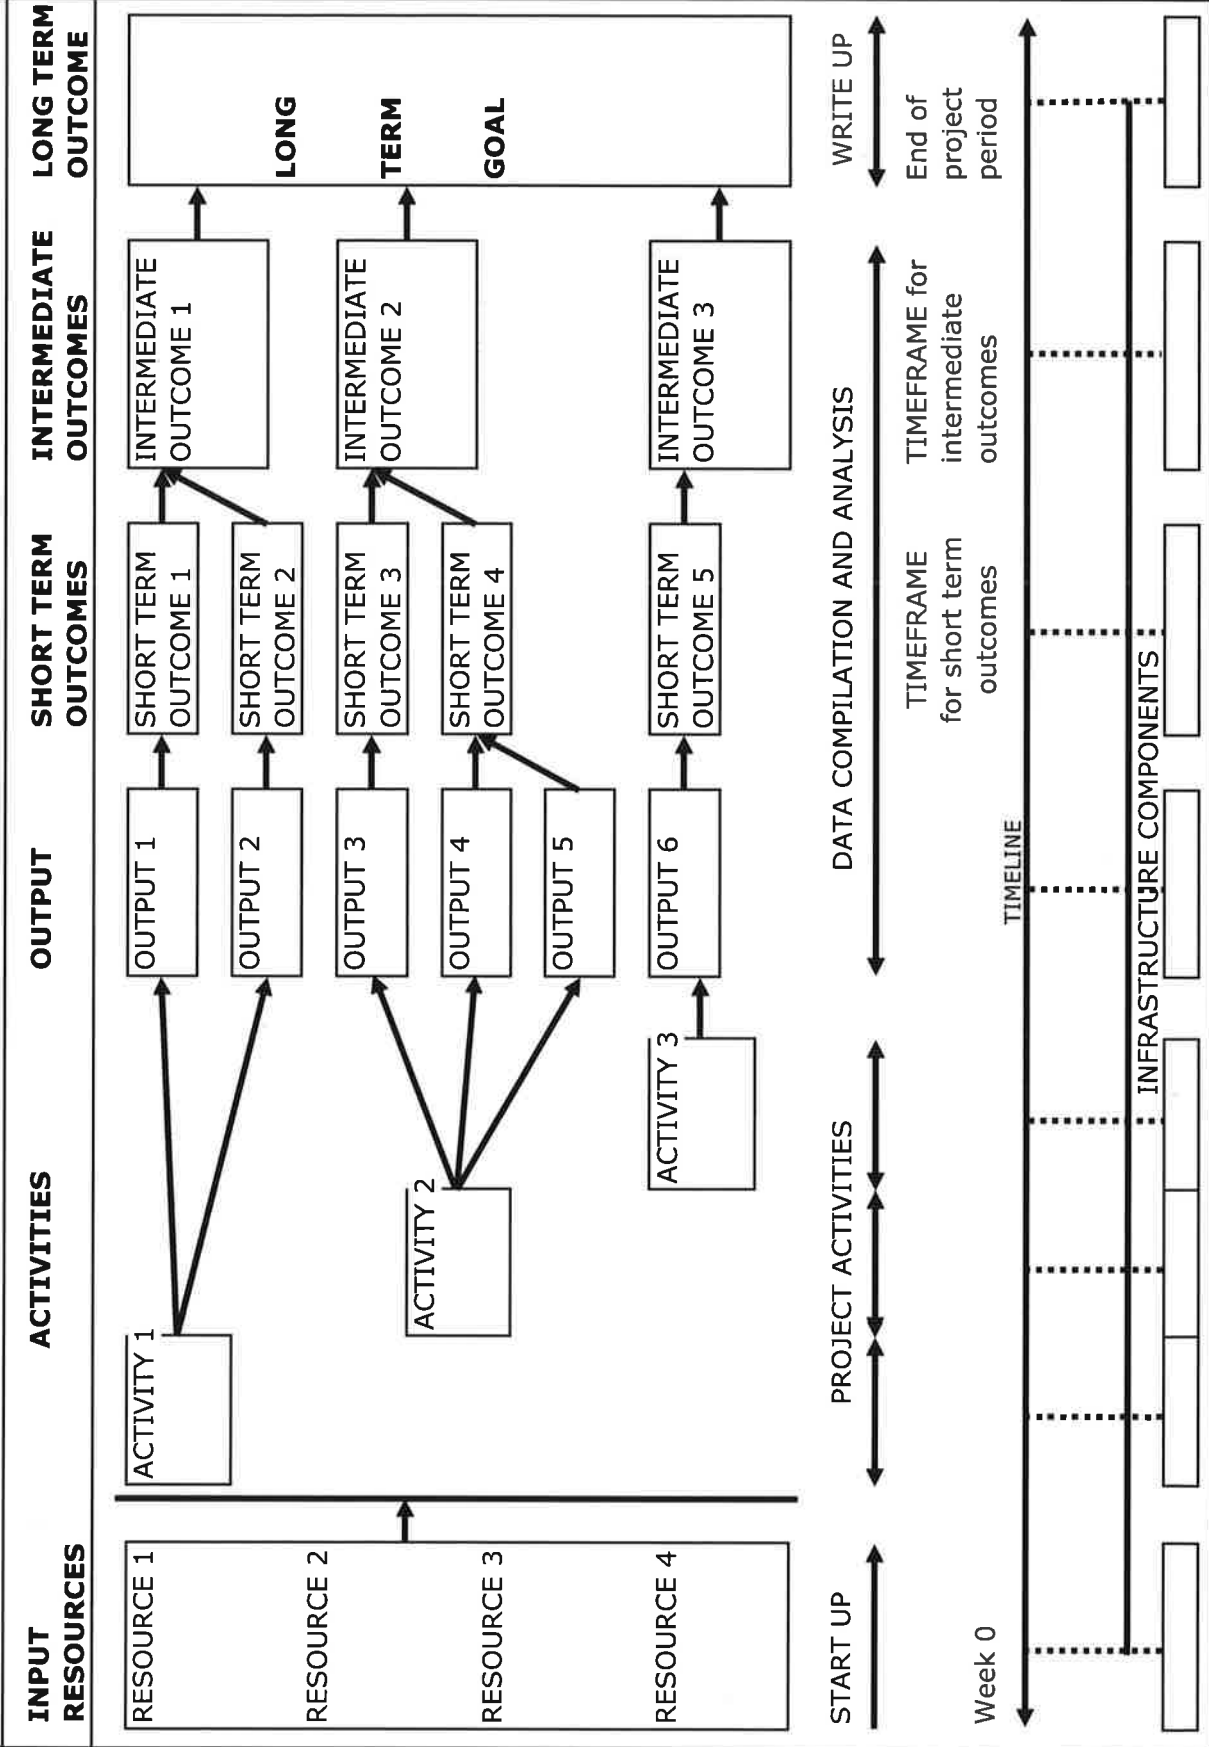 INPUT
RESOURCES
ACTIVITIES
OUTPUT
SHORT TERM
OUTCOMES
INTERMEDIATE
OUTCOMES
LONG TERM
OUTCOME
RESOURCE 1
RESOURCE 2
RESOURCE 3
RESOURCE 4
ACTIVITY 1
ACTIVITY 2
ACTIVITY 3
OUTPUT 1
OUTPUT 2
OUTPUT 3
OUTPUT 4
OUTPUT 5
OUTPUT 6
SHORT TERM
OUTCOME 1
SHORT TERM
OUTCOME 2
SHORT TERM
OUTCOME 3
SHORT TERM
OUTCOME 4
SHORT TERM
OUTCOME 5
INTERMEDIATE
OUTCOME 1
INTERMEDIATE
OUTCOME 2
INTERMEDIATE
OUTCOME 3
LONG
TERM
GOAL
START UP
PROJECT ACTIVITIES
DATA COMPILATION AND ANALYSIS
WRITE UP
Week 0
TIMEFRAME
for short term
outcomes
TIMEFRAME for
intermediate
outcomes
End of
project
period
TIMELINE
INFRASTRUCTURE COMPONENTS